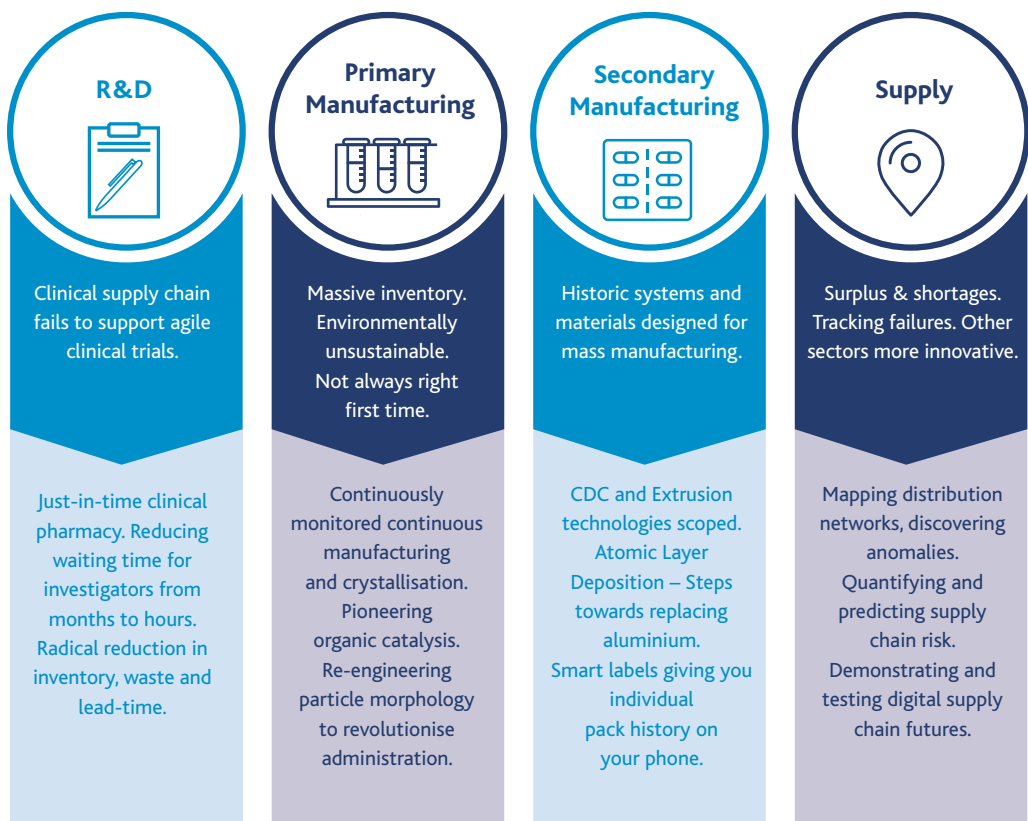 R&D
Clinical supply chain
fails to support agile
clinical trials.
Just-in-time clinical
pharmacy. Reducing
waiting time for
investigators from
months to hours.
Radical reduction in
inventory, waste and
lead-time.
Primary
Manufacturing
Massive inventory.
Environmentally
unsustainable.
Not always right
first time.
Continuously
monitored continuous
manufacturing
and crystallisation.
Pioneering
organic catalysis.
Re-engineering
particle morphology
to revolutionise
administration.
Secondary
Manufacturing
Historic systems and
materials designed for
mass manufacturing.
CDC and Extrusion
technologies scoped.
Atomic Layer
Deposition – Steps
towards replacing
aluminium.
Smart labels giving you
individual
pack history on
your phone.
Supply
Surplus & shortages.
Tracking failures. Other
sectors more innovative.
Mapping distribution
networks, discovering
anomalies.
Quantifying and
predicting supply
chain risk.
Demonstrating and
testing digital supply
chain futures.